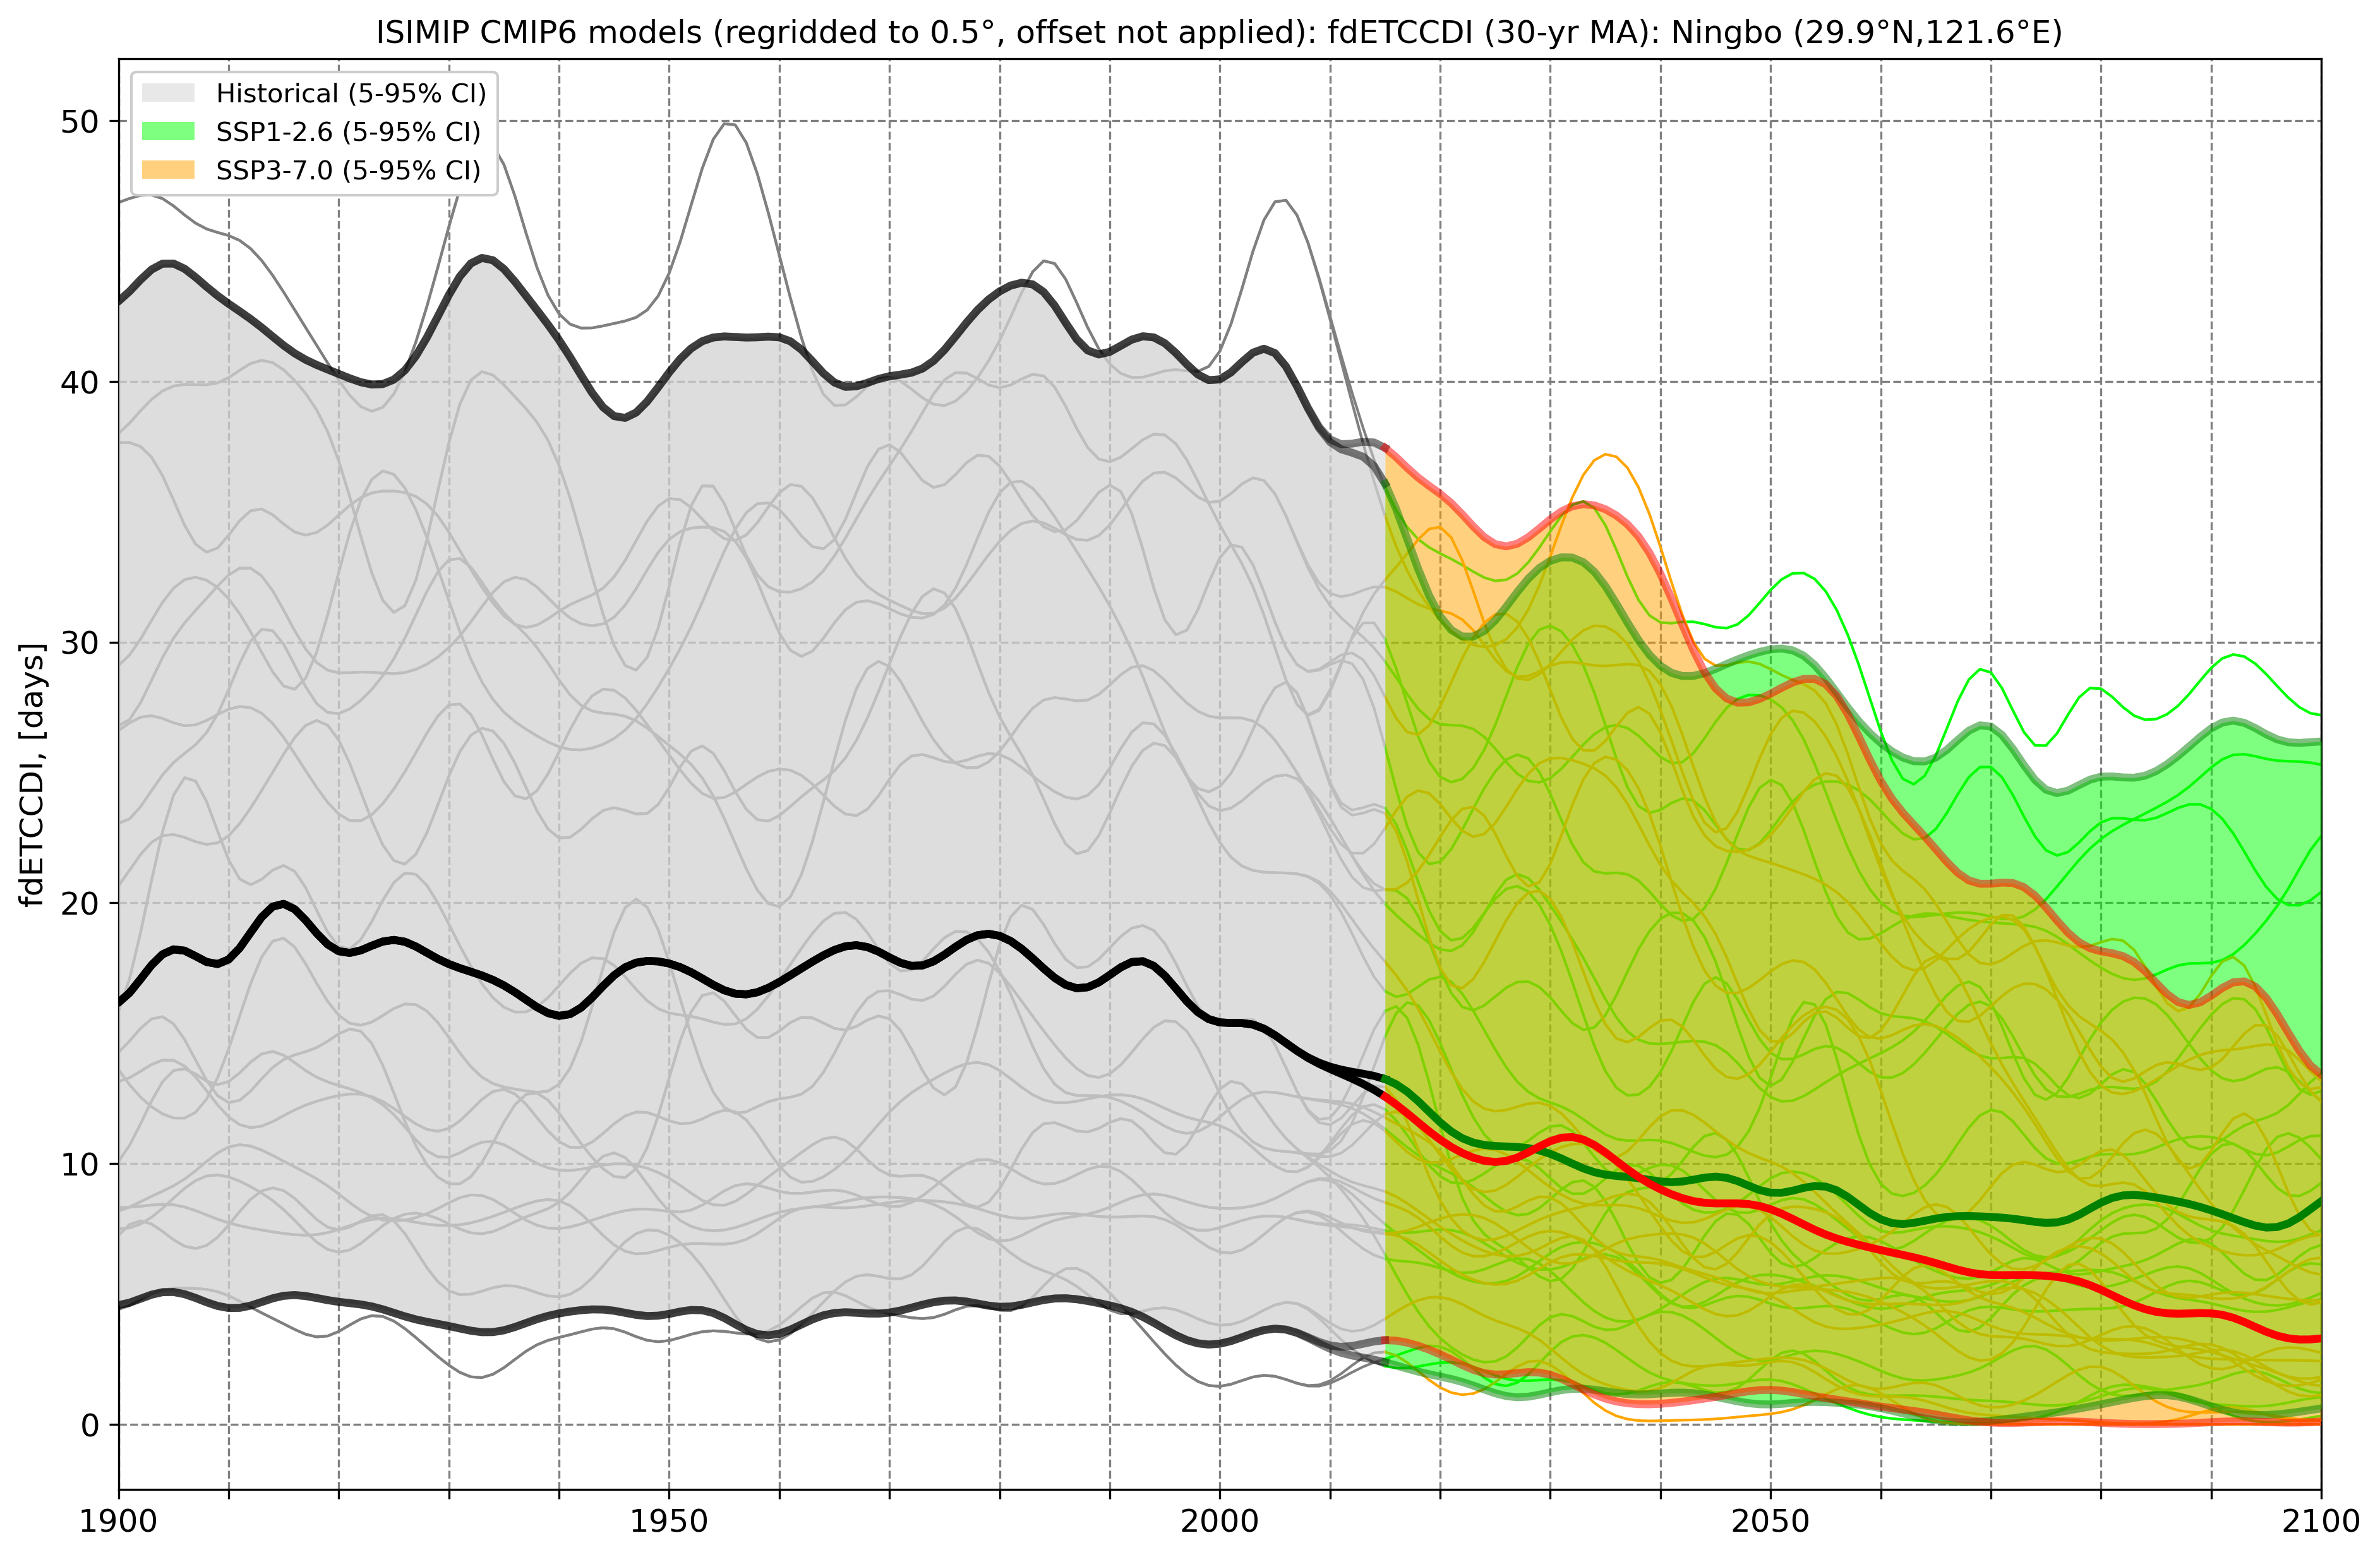 ISIMIP CMIP6 models (regridded to 0.5°, offset not applied): fdETCCDI (30-yr MA): Ningbo (29.9°N,121.6°E)
Historical (5-95% CI)
SSP1-2.6 (5-95% CI)
SSP3-7.0 (5-95% CI)
fdETCCDI, [days]
50
40
30
20
10
0
1900
1950
2000
2050
2100